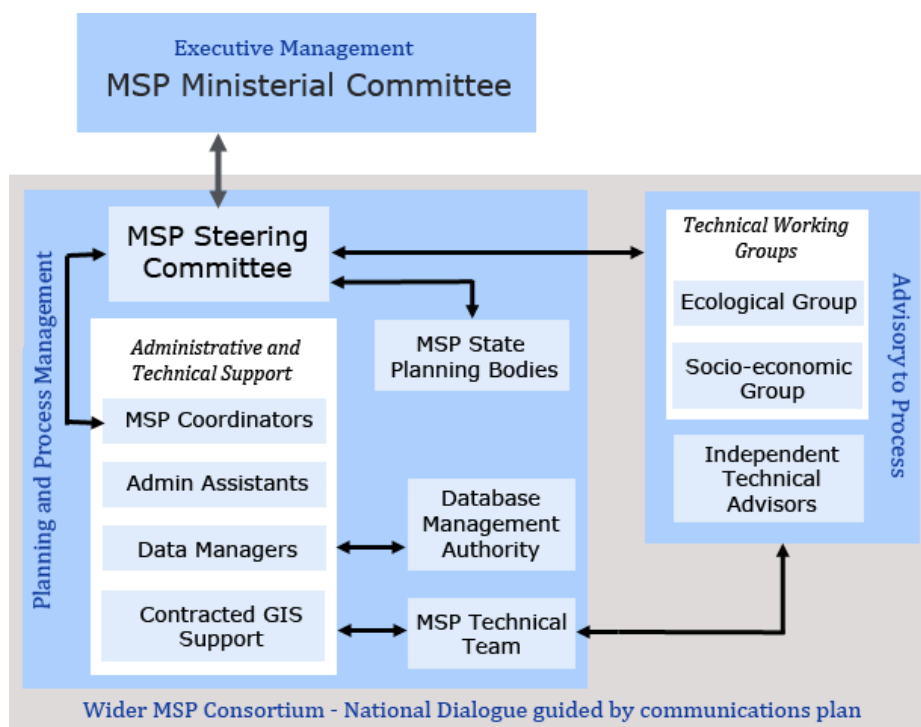 Executive Management
MSP Ministerial Committee
Planning and Process Management
MSP Steering
Committee
Administrative and
Technical Support
MSP Coordinators
Admin Assistants
Data Managers
Contracted GIS
Support
MSP State
Planning Bodies
Database
Management
Authority
MSP Technical
Team
Technical Working
Groups
Ecological Group
Socio-economic
Group
Independent
Technical
Advisors
Advisory to Process
Wider MSP Consortium - National Dialogue guided by communications plan